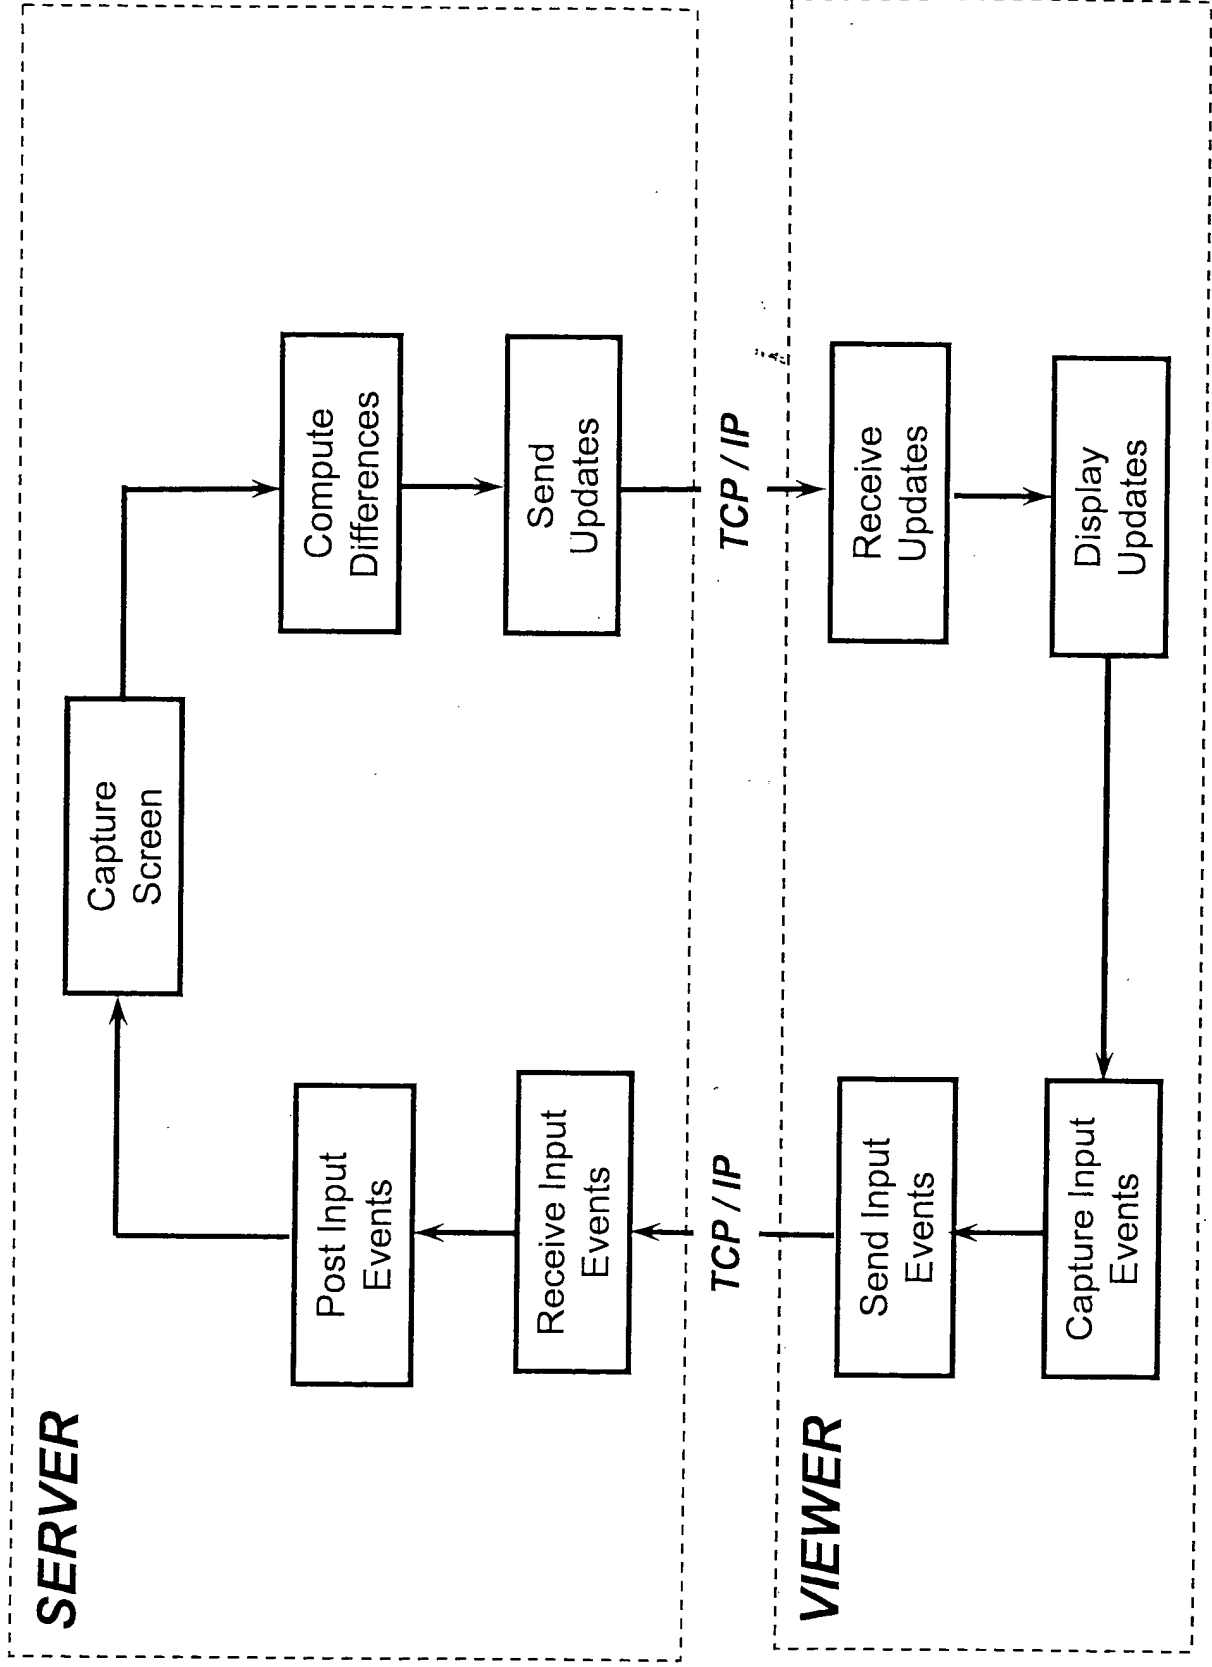 SERVER
Capture
Screen
Post Input
Events
Compute
Differences
Receive Input
Events
Send
Updates
TCP / IP
TCP / IP
VIEWER
Send Input
Events
Receive
Updates
Capture Input
Events
Display
Updates